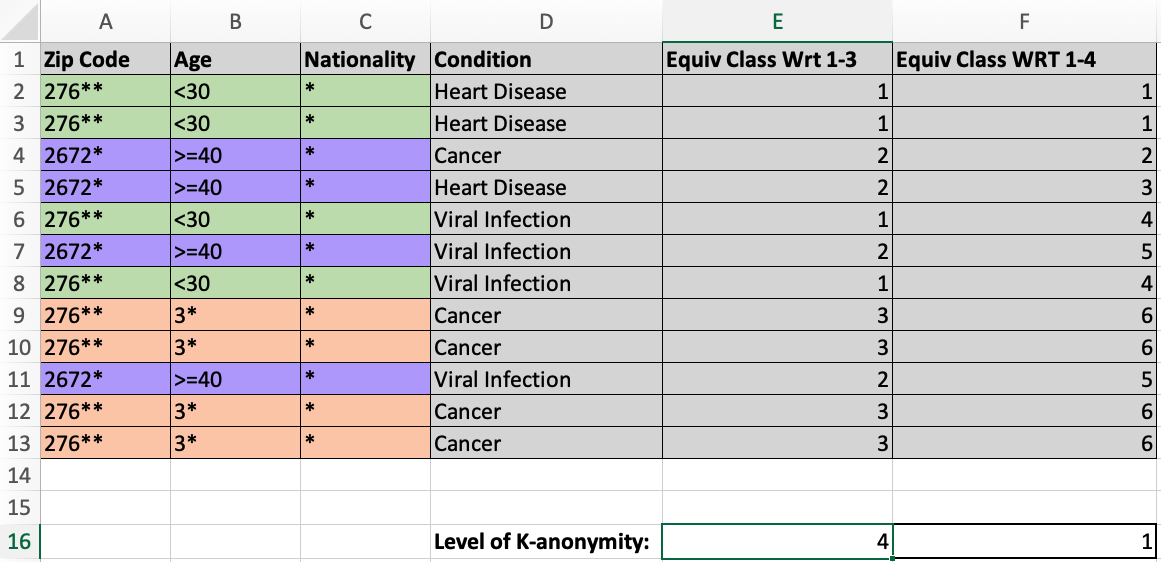 A B C D E F
1 Zip Code Age Nationality Condition Equiv Class Wrt 1-3 Equiv Class WRT 1-4
2 276** <30 * Heart Disease 1 1
3 276** <30 * Heart Disease 1 1
4 2672* >=40 * Cancer 2 2
5 2672* >=40 * Heart Disease 2 3
6 276** <30 * Viral Infection 1 4
7 2672* >=40 * Viral Infection 2 5
8 276** <30 * Viral Infection 1 4
9 276** 3* * Cancer 3 6
10 276** 3* * Cancer 3 6
11 2672* >=40 * Viral Infection 2 5
12 276** 3* * Cancer 3 6
13 276** 3* * Cancer 3 6
14
15
16 Level of K-anonymity: 4 1